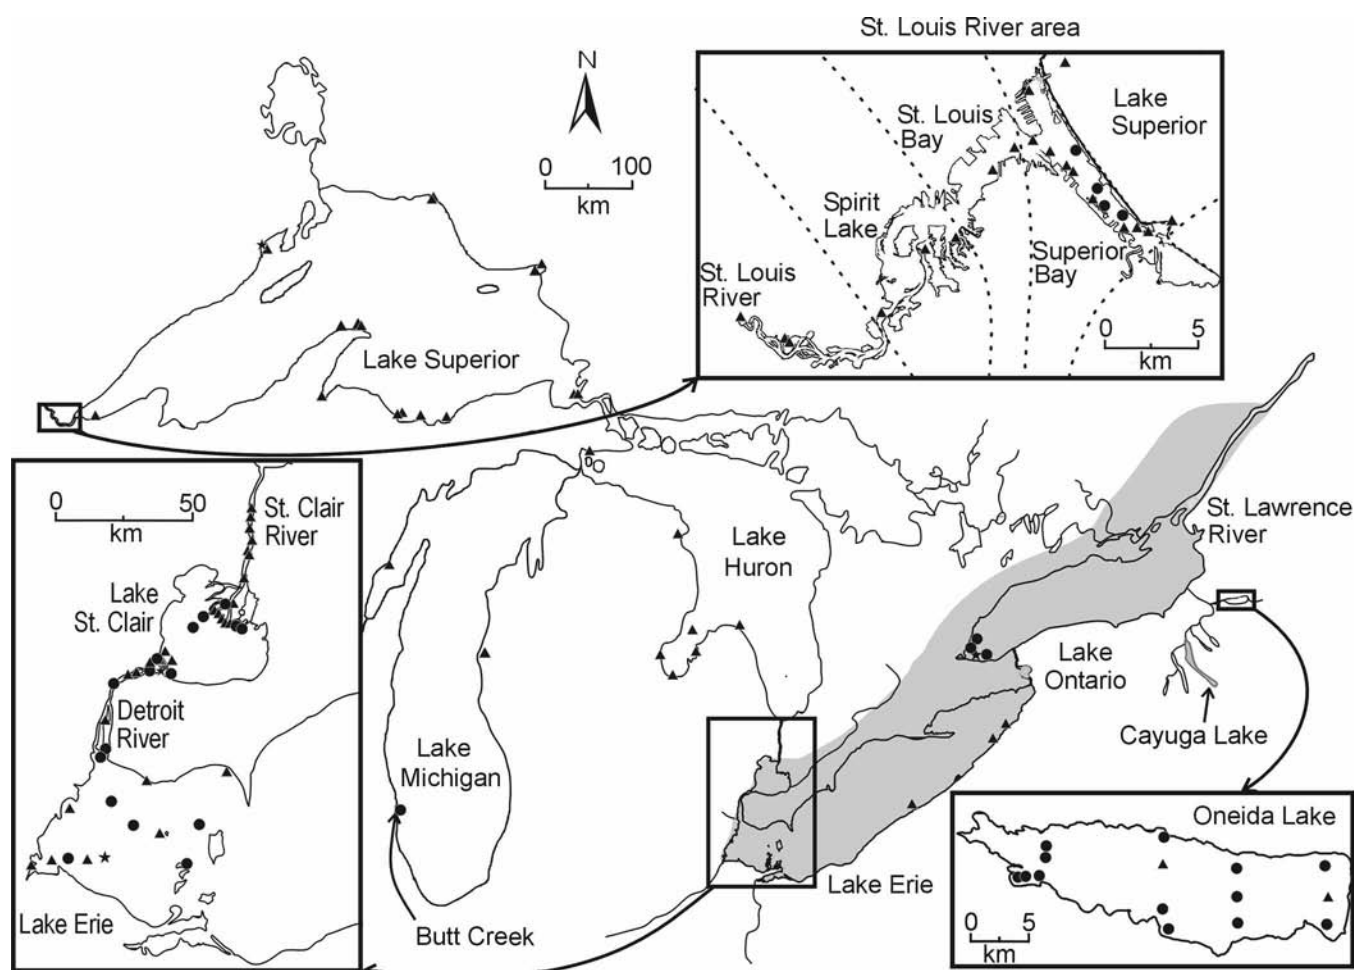 St. Louis River area
N
0 100
km
St. Louis
Bay
Lake
Superior
Spirit
Lake
St. Louis
River
Superior
Bay
0 5
km
Lake Superior
0 50
km
St. Clair
River
Lake
St. Clair
Detroit
River
Lake Erie
Lake
Huron
St. Lawrence
River
Lake
Ontario
Cayuga Lake
Lake
Michigan
Butt Creek
Lake Erie
Oneida Lake
0 5
km